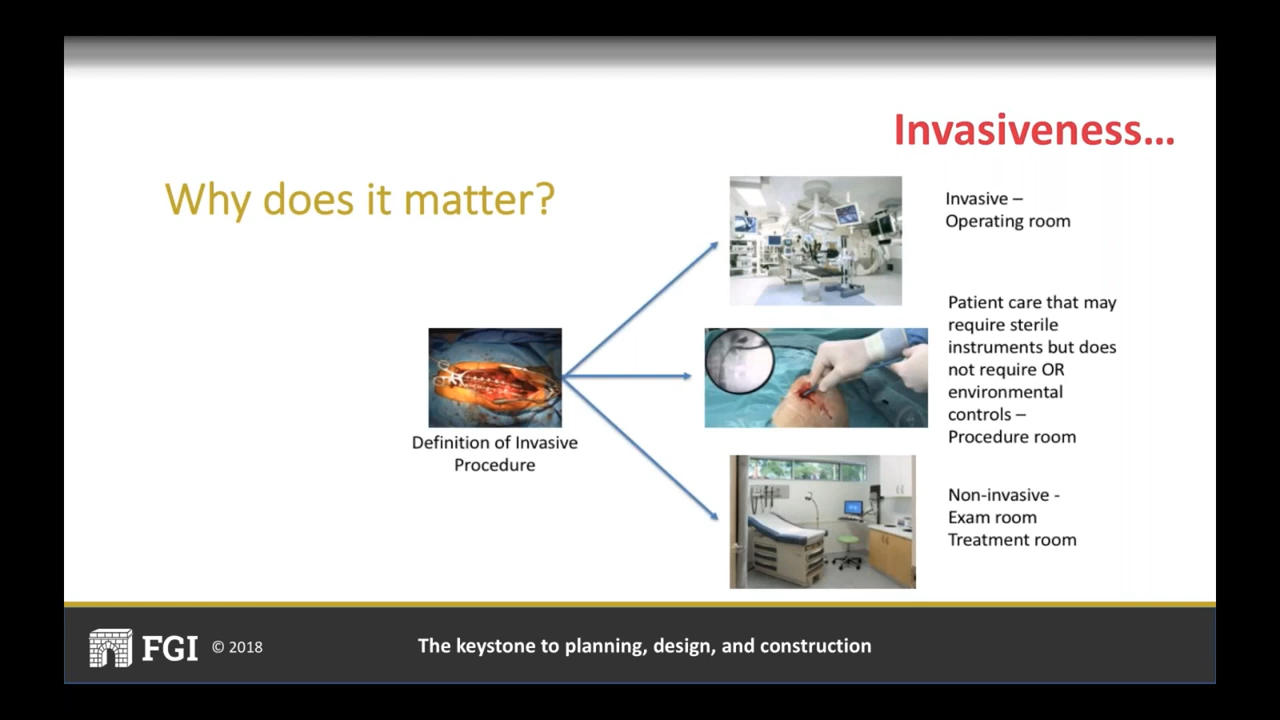 Invasiveness...
Why does it matter?
Invasive –
Operating room
Patient care that may
require sterile
instruments but does
not require OR
environmental
controls –
Procedure room
Definition of Invasive
Procedure
Non-invasive -
Exam room
Treatment room
FGI © 2018
The keystone to planning, design, and construction